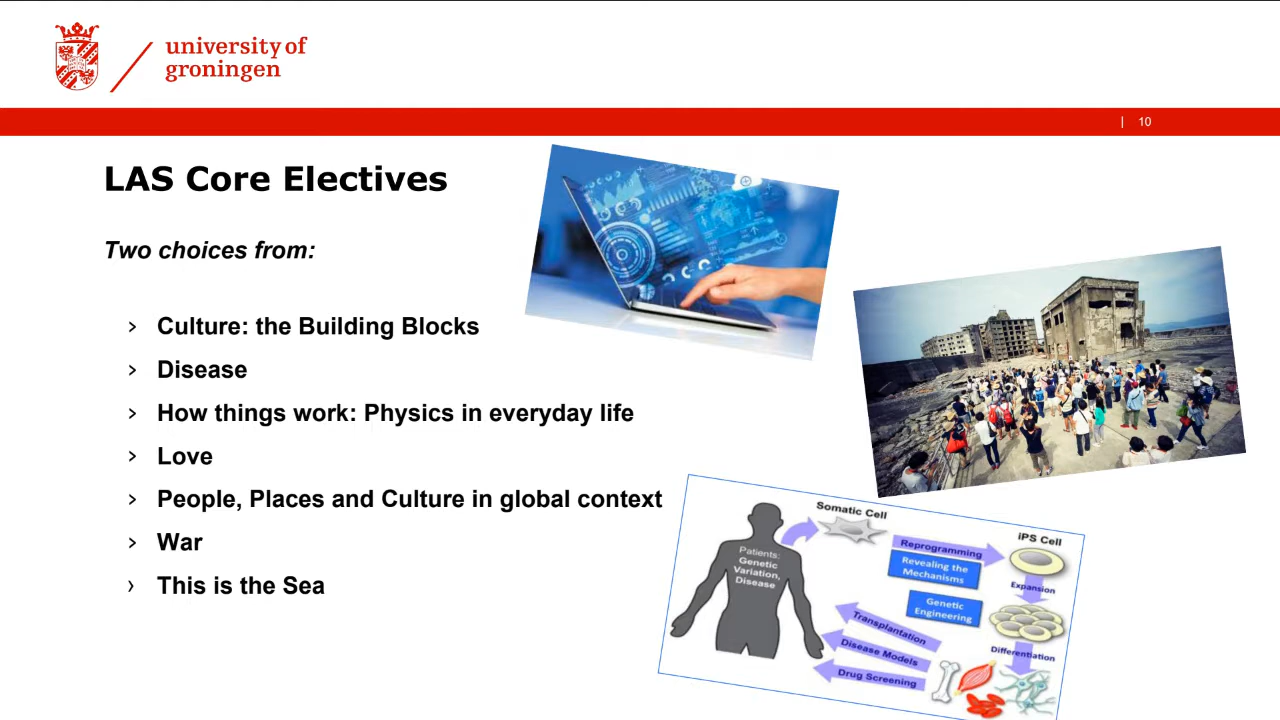 university of
groningen
| 10
LAS Core Electives
Two choices from:
› Culture: the Building Blocks
› Disease
› How things work: Physics in everyday life
› Love
› People, Places and Culture in global context
› War
› This is the Sea
Somatic Cell
iPS Cell
Patients:
Genetic
Variation,
Disease
Reprogramming
Revealing the
Mechanisms
Expansion
Genetic
Engineering
Transplantation
Differentiation
Disease Models
Drug Screening